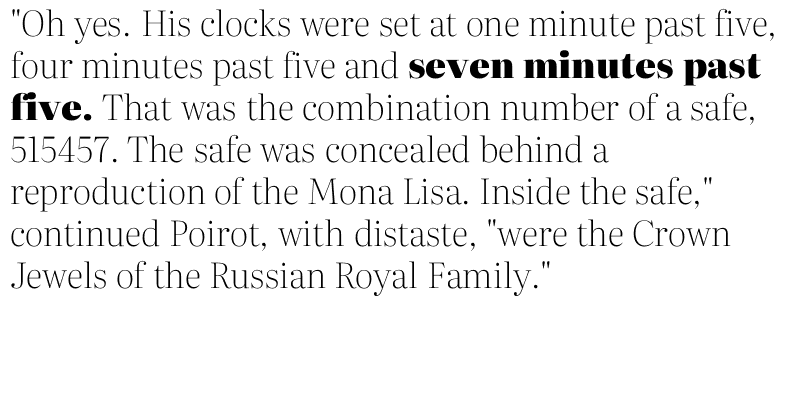 "Oh yes. His clocks were set at one minute past five,
four minutes past five and seven minutes past
five. That was the combination number of a safe,
515457. The safe was concealed behind a
reproduction of the Mona Lisa. Inside the safe,"
continued Poirot, with distaste, "were the Crown
Jewels of the Russian Royal Family."